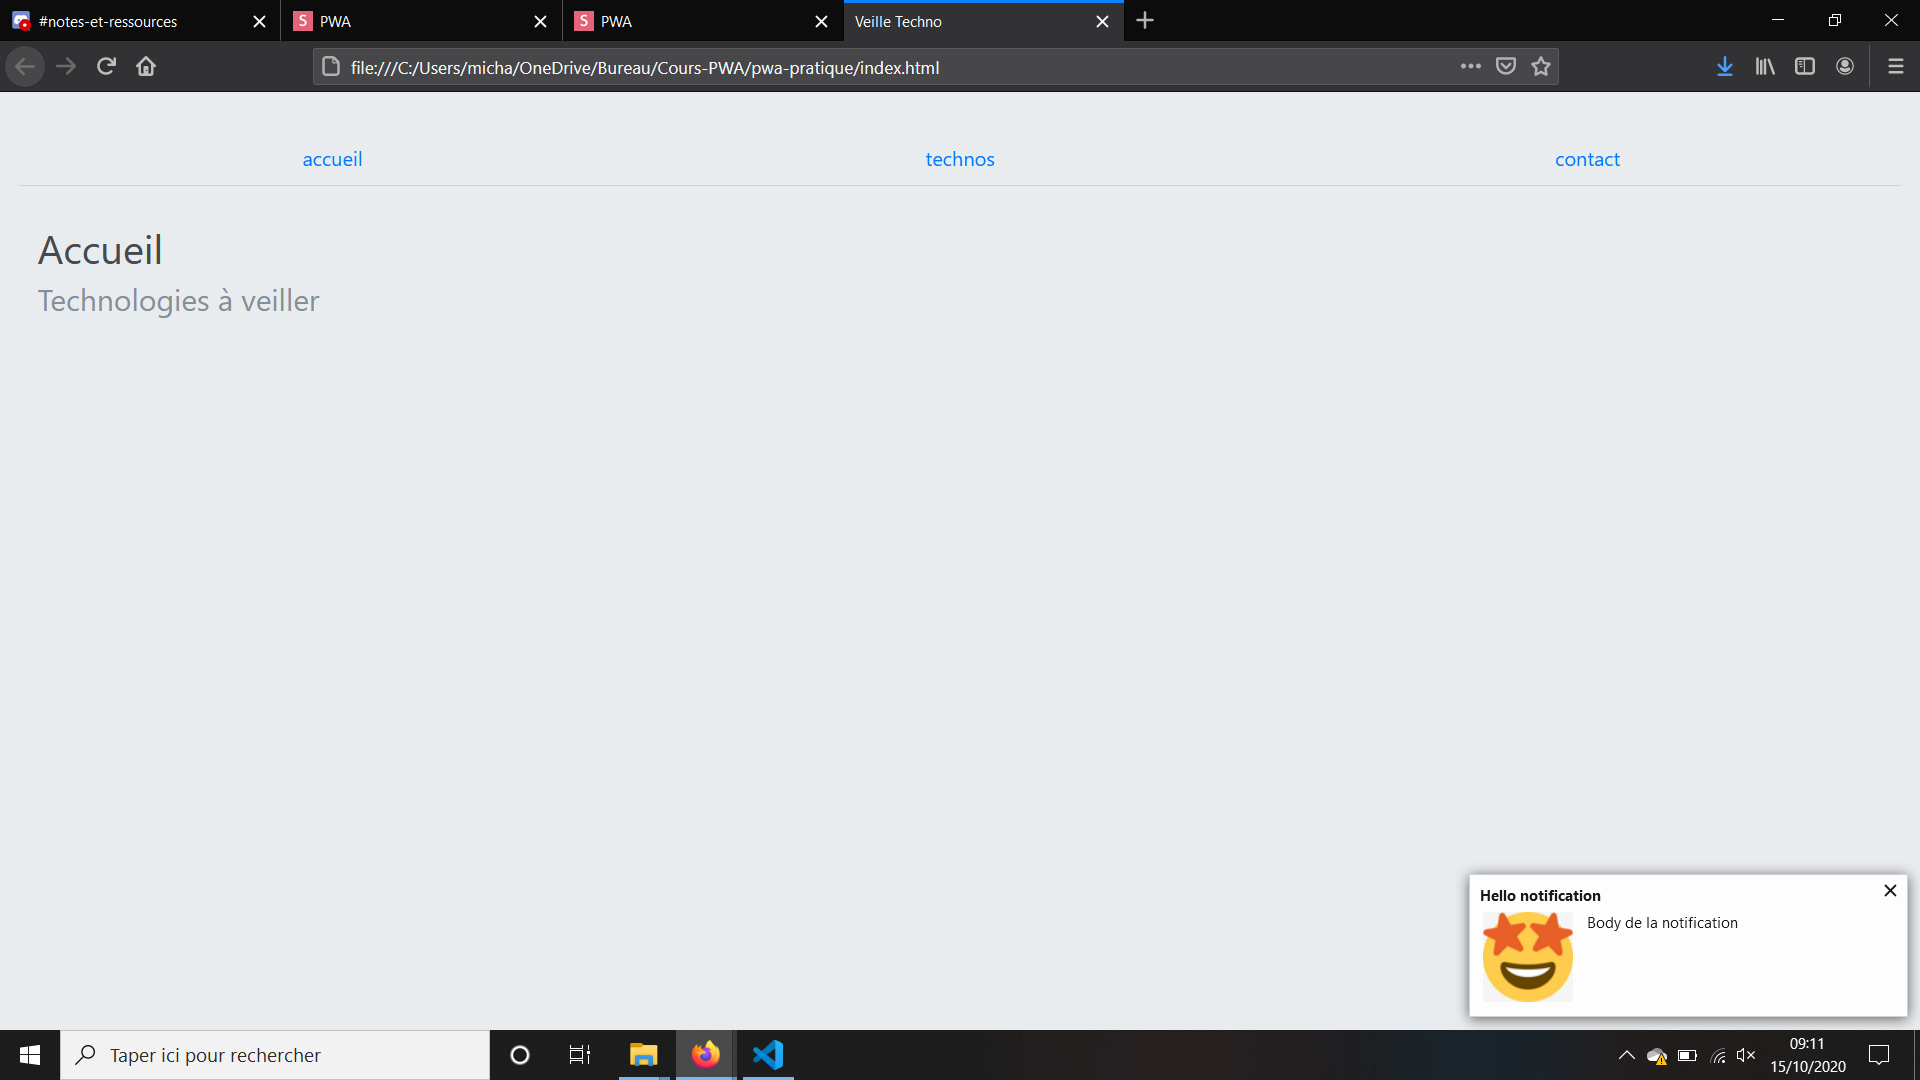 #notes-et-ressources
S PWA
S PWA
Veille Techno
file:///C:/Users/micha/OneDrive/Bureau/Cours-PWA/pwa-pratique/index.html
accueil
technos
contact
Accueil
Technologies à veiller
Hello notification
Body de la notification
Taper ici pour rechercher
09:11
15/10/2020